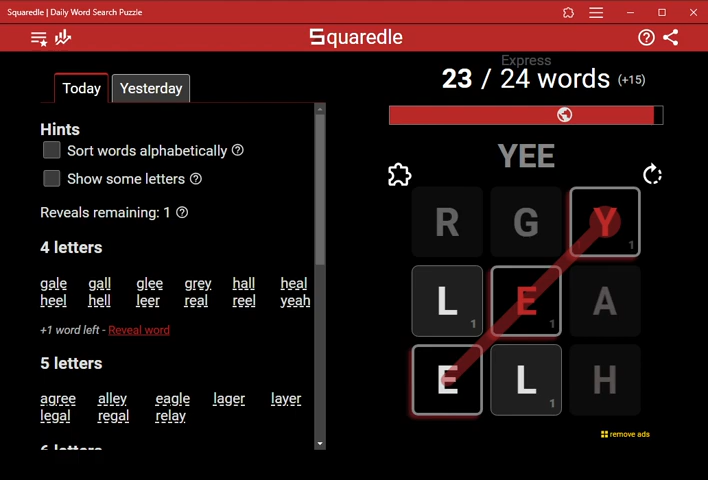 Squaredle | Daily Word Search Puzzle
Squaredle
Today Yesterday
Express
23 / 24 words (+15)
Hints
Sort words alphabetically
Show some letters
Reveals remaining: 1
YEE
4 letters
gale gall glee grey hall heal
heel hell leer real reel yeah
+1 word left - Reveal word
5 letters
agree alley eagle lager layer
legal regal relay
6 letters
R G Y 1
L 1 E 1 A
E L 1 H
remove ads